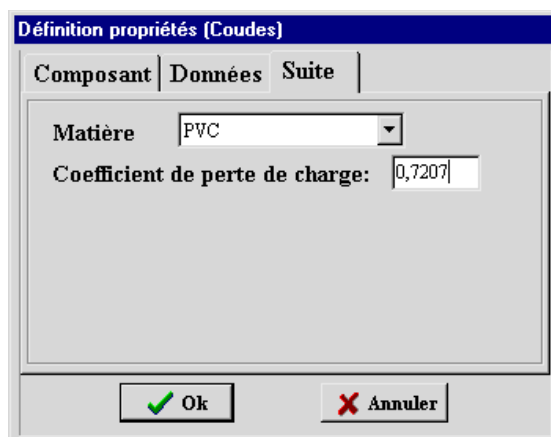 Définition propriétés (Coudes)
Composant Données Suite
Matière PVC
Coefficient de perte de charge: 0,7207
Ok Annuler